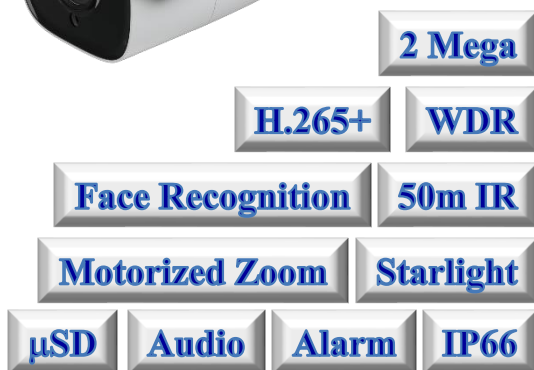 2 Mega
H.265+ WDR
Face Recognition 50m IR
Motorized Zoom Starlight
µSD Audio Alarm IP66